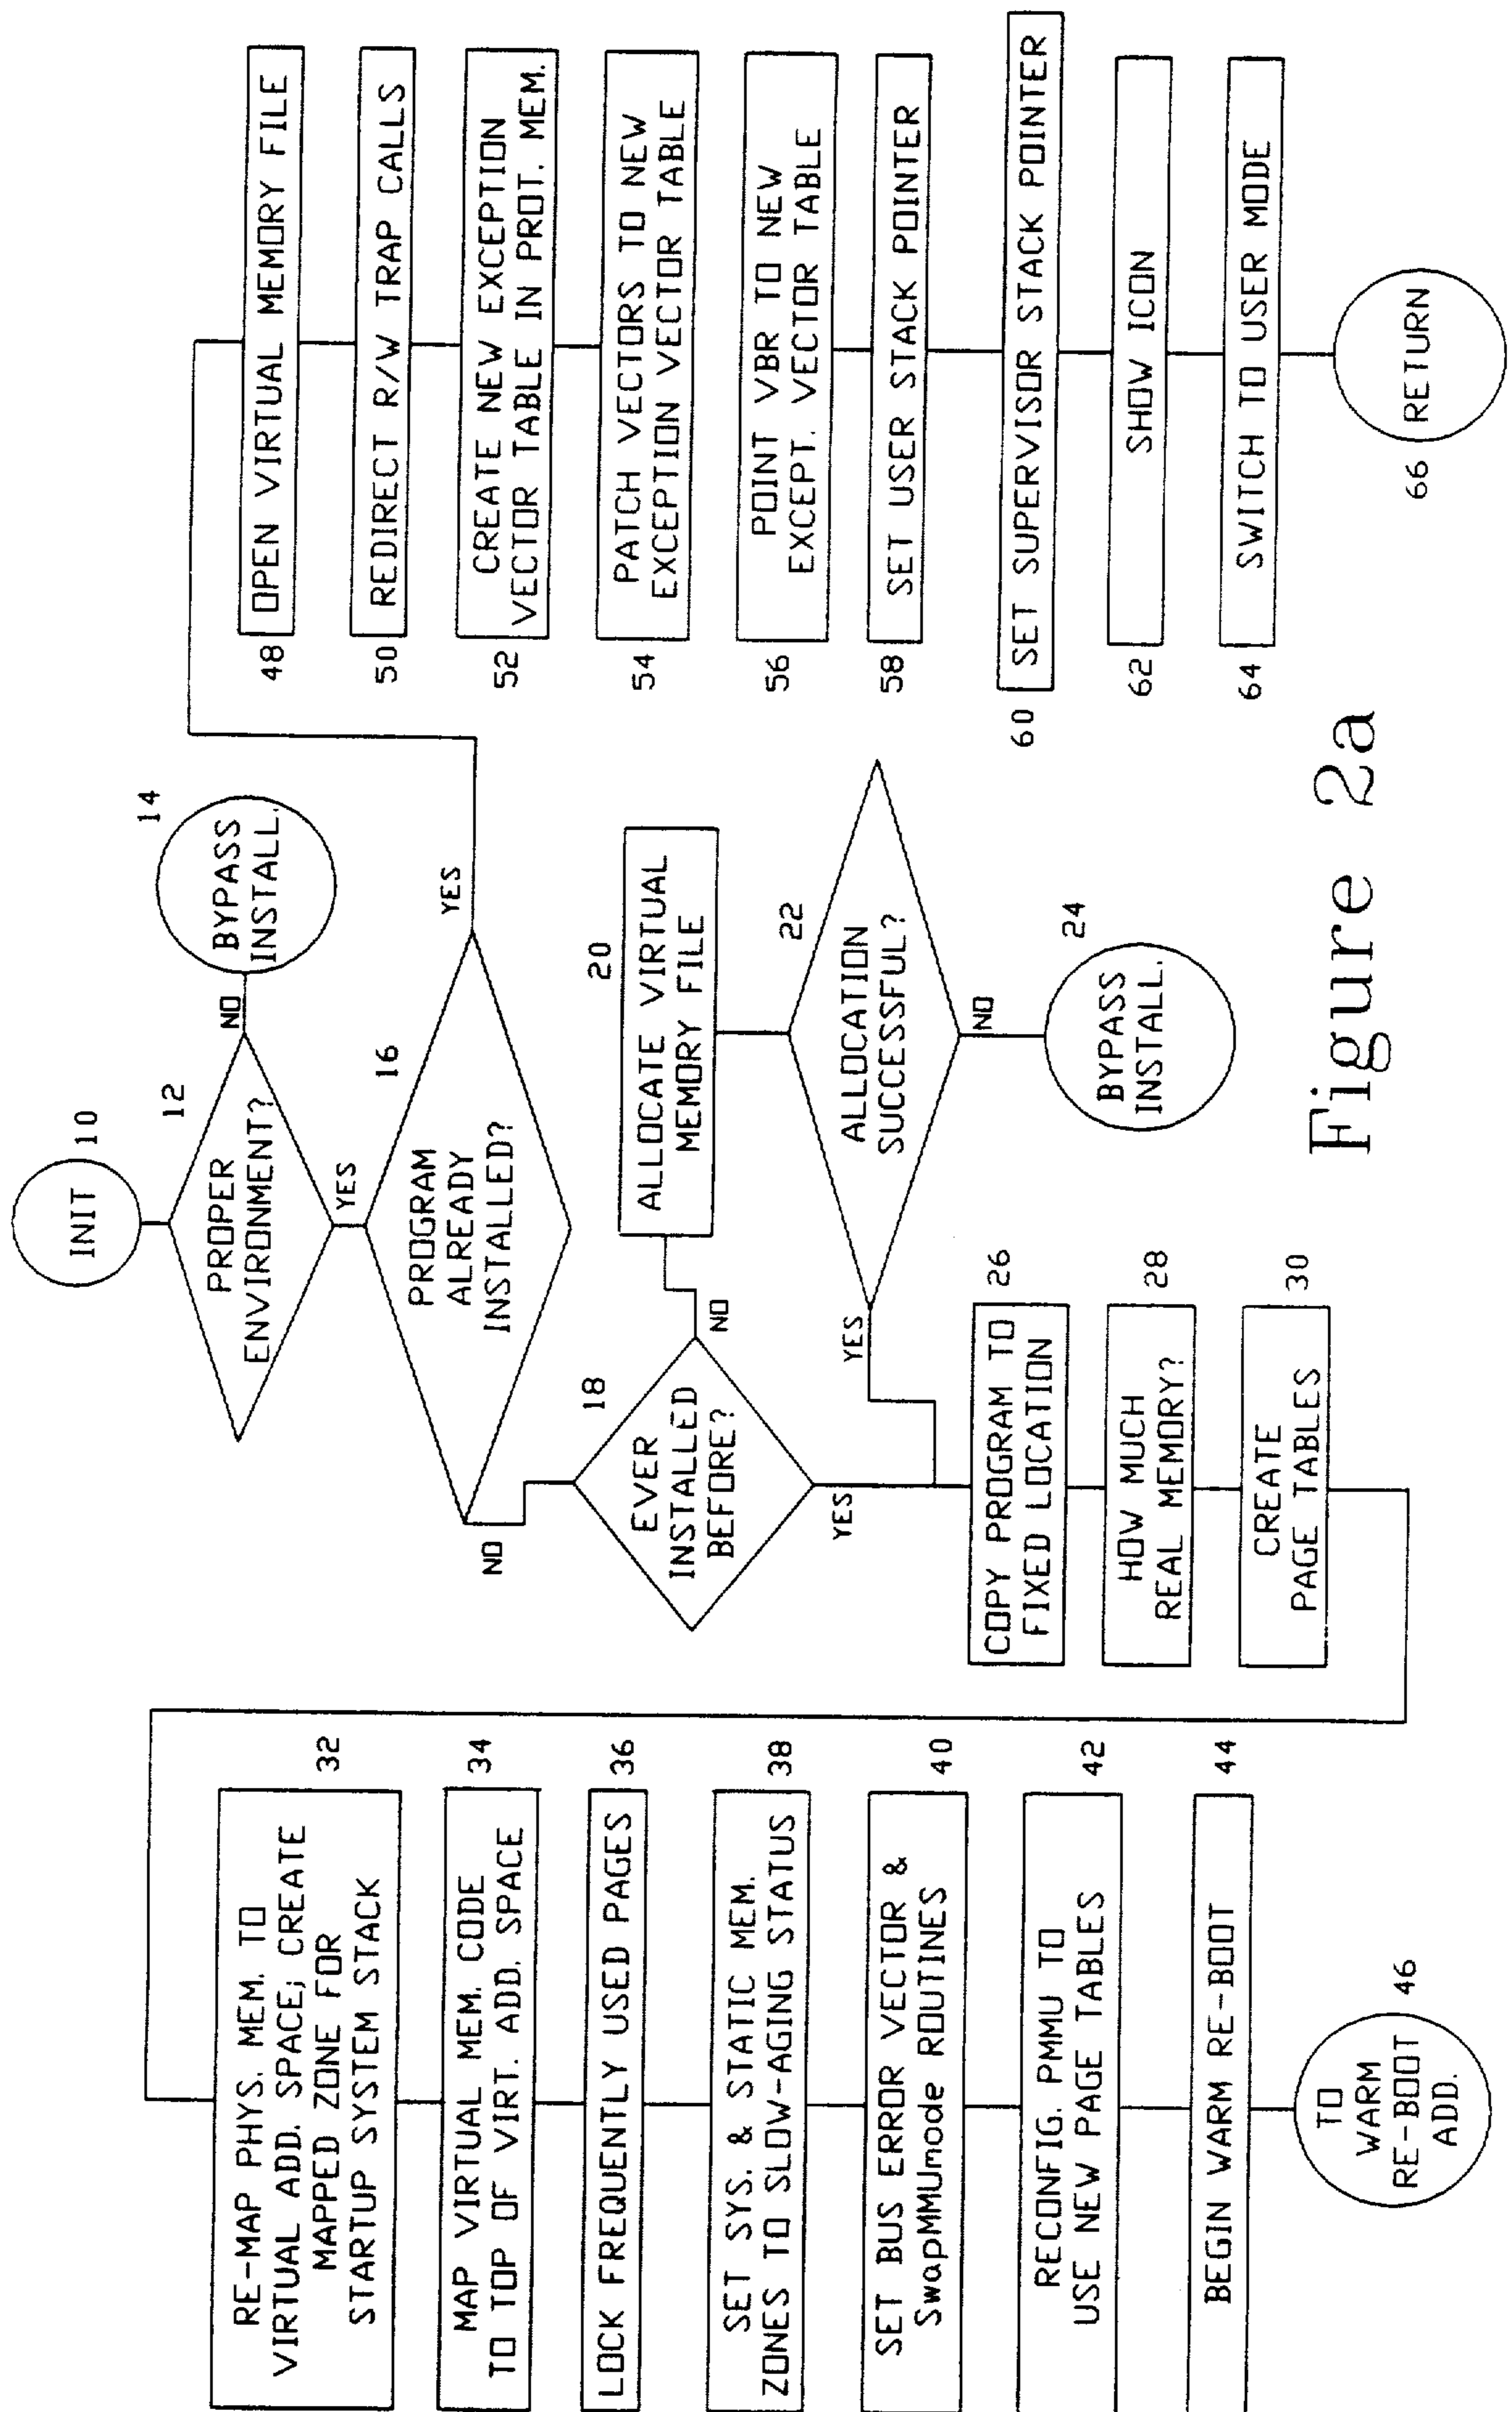 INIT
10
PROPER
ENVIRONMENT?
12
NO
BYPASS
INSTALL.
14
YES
PROGRAM
ALREADY
INSTALLED?
16
YES
NO
EVER
INSTALLED
BEFORE?
18
NO
YES
ALLOCATE VIRTUAL
MEMORY FILE
20
ALLOCATION
SUCCESSFUL?
22
YES
NO
BYPASS
INSTALL.
24
COPY PROGRAM TO
FIXED LOCATION
26
HOW MUCH
REAL MEMORY?
28
CREATE
PAGE TABLES
30
RE-MAP PHYS. MEM. TO
VIRTUAL ADD. SPACE; CREATE
MAPPED ZONE FOR
STARTUP SYSTEM STACK
32
MAP VIRTUAL MEM. CODE
TO TOP OF VIRT. ADD. SPACE
34
LOCK FREQUENTLY USED PAGES
36
SET SYS. & STATIC MEM.
ZONES TO SLOW-AGING STATUS
38
SET BUS ERROR VECTOR &
SwapMMUmode ROUTINES
40
RECONFIG. PMMU TO
USE NEW PAGE TABLES
42
BEGIN WARM RE-BOOT
44
TO
WARM
RE-BOOT
ADD.
46
48
OPEN VIRTUAL MEMORY FILE
50
REDIRECT R/W TRAP CALLS
52
CREATE NEW EXCEPTION
VECTOR TABLE IN PROT. MEM.
54
PATCH VECTORS TO NEW
EXCEPTION VECTOR TABLE
56
POINT VBR TO NEW
EXCEPT. VECTOR TABLE
58
SET USER STACK POINTER
60
SET SUPERVISOR STACK POINTER
62
SHOW ICON
64
SWITCH TO USER MODE
66
RETURN
Figure 2a